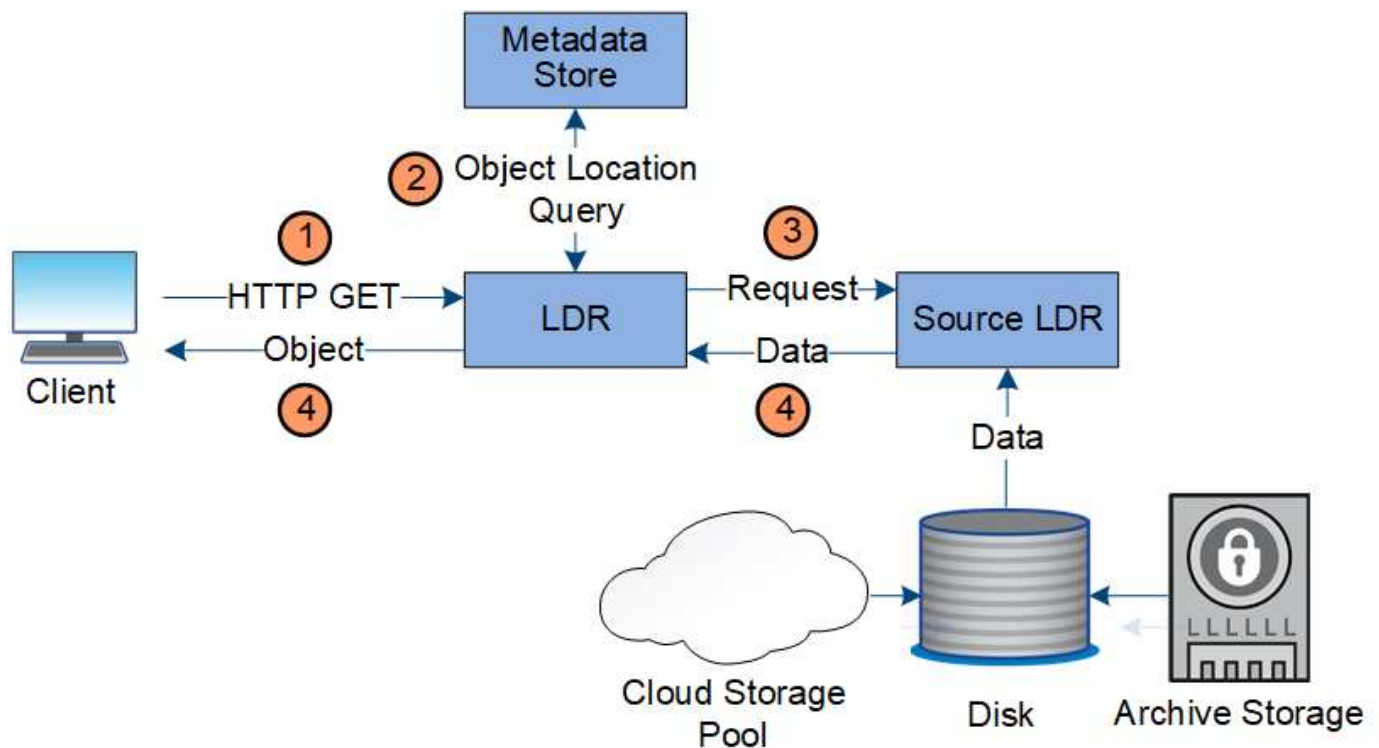 Metadata
Store
2
Object Location
Query
1
3
HTTP GET
LDR
Request
Source LDR
Object
Data
Client
4
4
Data
LLLLLL
Cloud Storage
Pool
Disk
Archive Storage